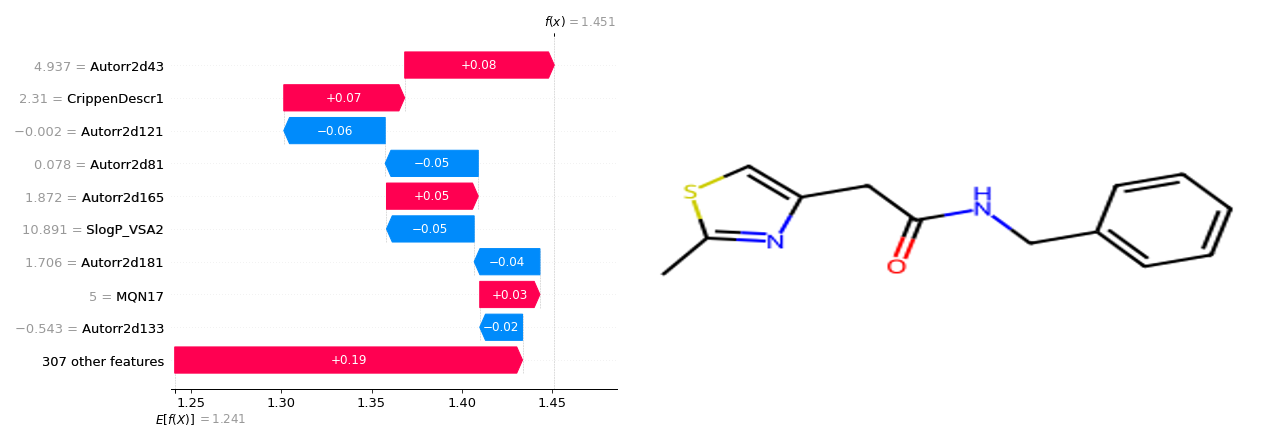 f(x) = 1.451
4.937 = Autorr2d43
+0.08
2.31 = CrippenDescr1
+0.07
−0.002 = Autorr2d121
−0.06
0.078 = Autorr2d81
−0.05
1.872 = Autorr2d165
+0.05
10.891 = SlogP_VSA2
−0.05
1.706 = Autorr2d181
−0.04
5 = MQN17
+0.03
−0.543 = Autorr2d133
−0.02
307 other features
+0.19
1.25 1.30 1.35 1.40 1.45
E[f(X)] = 1.241
S
N
O
H
N